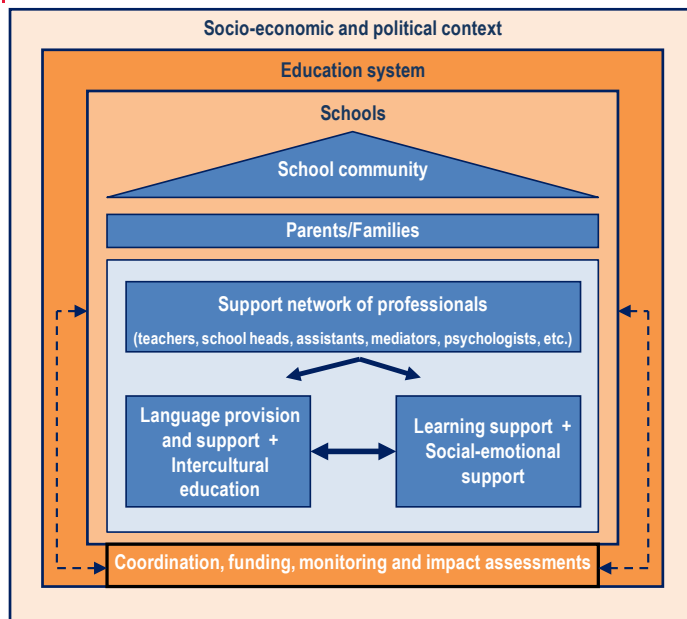 Socio-economic and political context
Education system
Schools
School community
Parents/Families
Support network of professionals
(teachers, school heads, assistants, mediators, psychologists, etc.)
Language provision
and support +
Intercultural
education
Learning support +
Social-emotional
support
Coordination, funding, monitoring and impact assessments